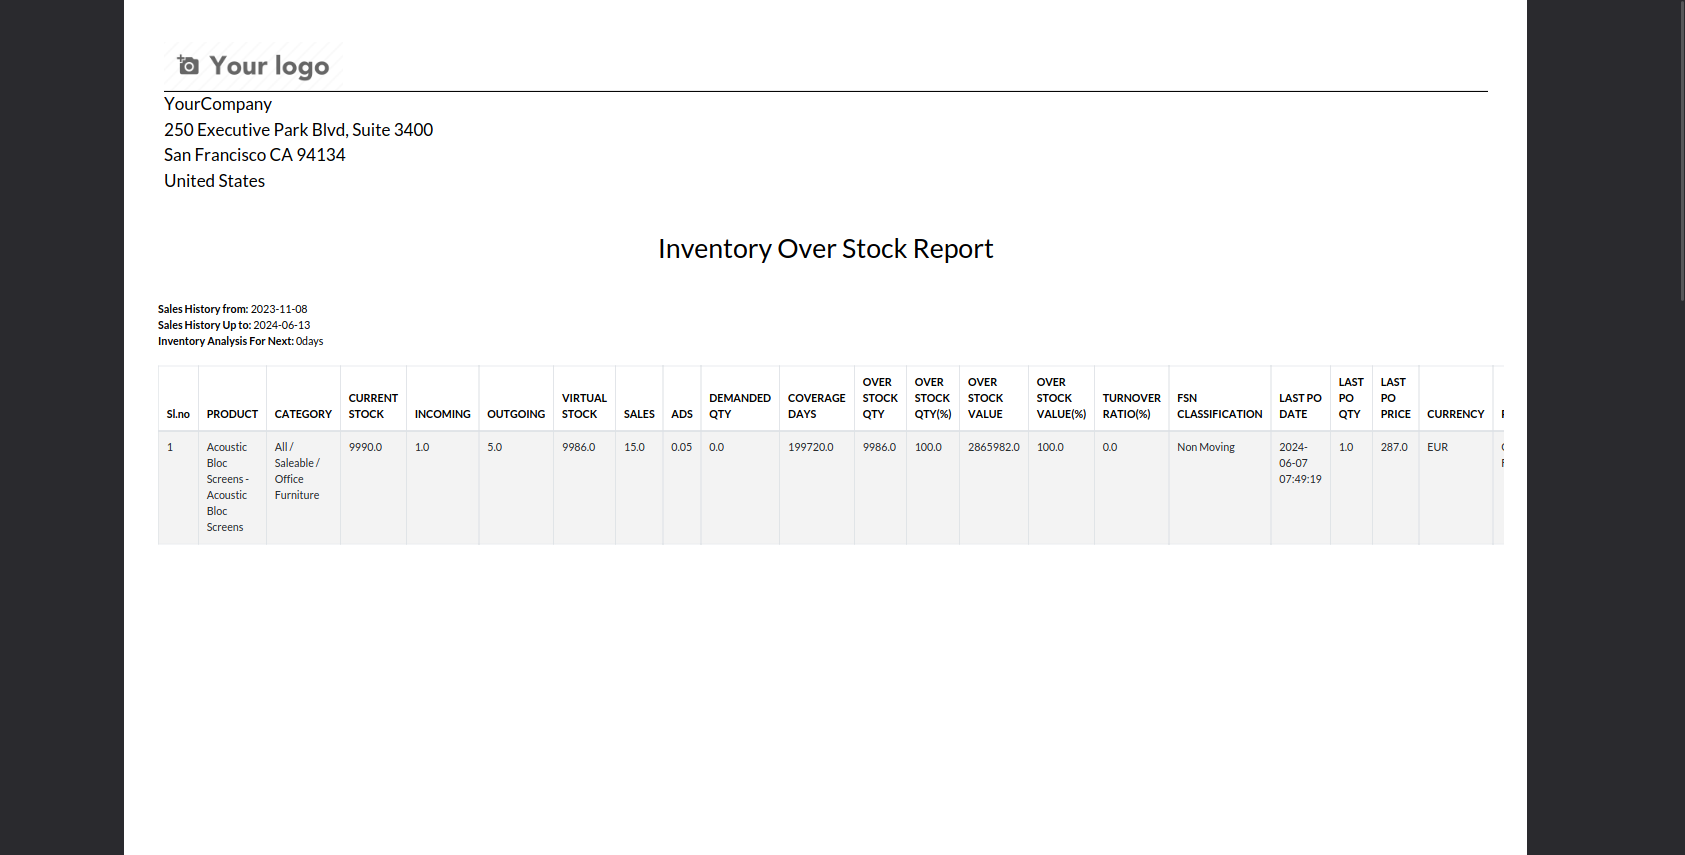 Your logo
YourCompany
250 Executive Park Blvd, Suite 3400
San Francisco CA 94134
United States
Inventory Over Stock Report
Sales History from: 2023-11-08
Sales History Up to: 2024-06-13
Inventory Analysis For Next: 0days
Sl.no PRODUCT CATEGORY CURRENT STOCK INCOMING OUTGOING VIRTUAL STOCK SALES ADS DEMANDED QTY COVERAGE DAYS OVER STOCK QTY OVER STOCK QTY(%) OVER STOCK VALUE OVER STOCK VALUE(%) TURNOVER RATIO(%) FSN CLASSIFICATION LAST PO DATE LAST PO QTY LAST PO PRICE CURRENCY
1 Acoustic Bloc Screens - Acoustic Bloc Screens All / Saleable / Office Furniture 9990.0 1.0 5.0 9986.0 15.0 0.05 0.0 199720.0 9986.0 100.0 2865982.0 100.0 0.0 Non Moving 2024-06-07 07:49:19 1.0 287.0 EUR